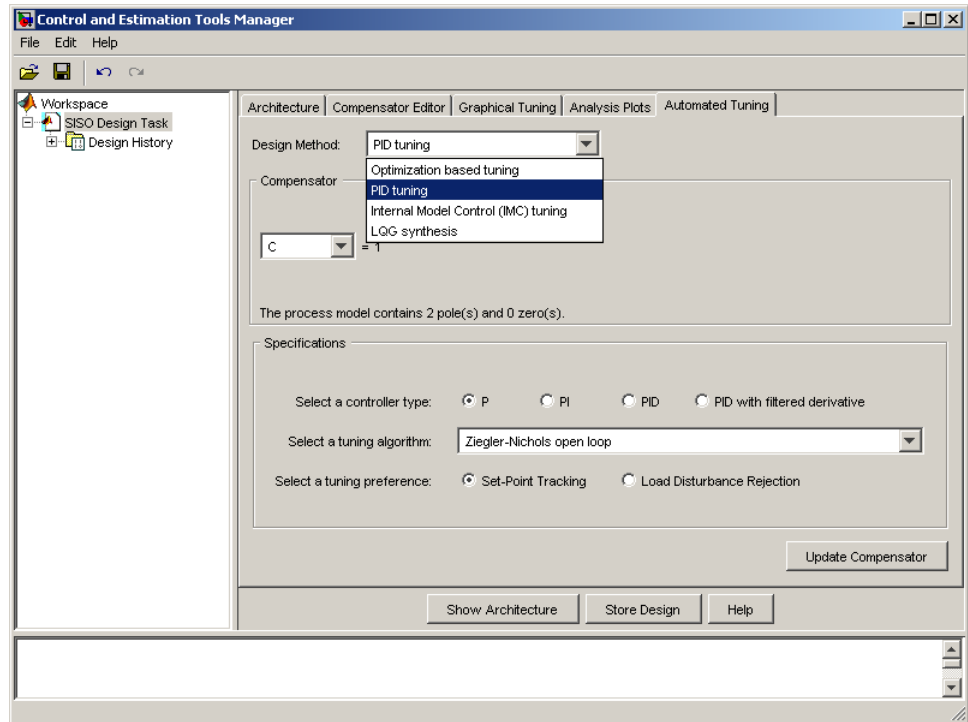 Control and Estimation Tools Manager
File Edit Help
Workspace
SISO Design Task
Design History
Architecture Compensator Editor Graphical Tuning Analysis Plots Automated Tuning
Design Method: PID tuning
Optimization based tuning
PID tuning
Internal Model Control (IMC) tuning
LQG synthesis
Compensator
C = 1
The process model contains 2 pole(s) and 0 zero(s).
Specifications
Select a controller type: P PI PID PID with filtered derivative
Select a tuning algorithm: Ziegler-Nichols open loop
Select a tuning preference: Set-Point Tracking Load Disturbance Rejection
Update Compensator
Show Architecture Store Design Help